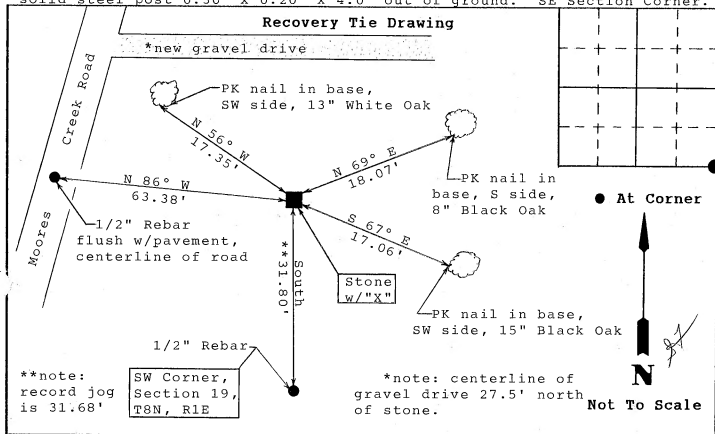 solid steel post 0.50' x 0.20' x 4.0' out of ground. SE Section Corner.
Recovery Tie Drawing
*new gravel drive
Moores Creek Road
PK nail in base,
SW side, 13" White Oak
N 56° W
17.35'
N 69° E
18.07'
PK nail in
base, S side,
8" Black Oak
N 86° W
63.38'
1/2" Rebar
flush w/pavement,
centerline of road
S 67° E
17.06'
Stone
w/"X"
South
**31.80'
PK nail in base,
SW side, 15" Black Oak
1/2" Rebar
SW Corner,
Section 19,
T8N, R1E
**note:
record jog
is 31.68'
*note: centerline of
gravel drive 27.5' north
of stone.
At Corner
N
Not To Scale